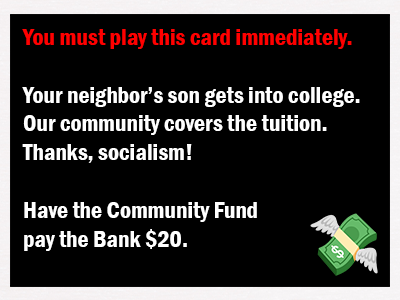 You must play this card immediately.
Your neighbor’s son gets into college.
Our community covers the tuition.
Thanks, socialism!
Have the Community Fund
pay the Bank $20.